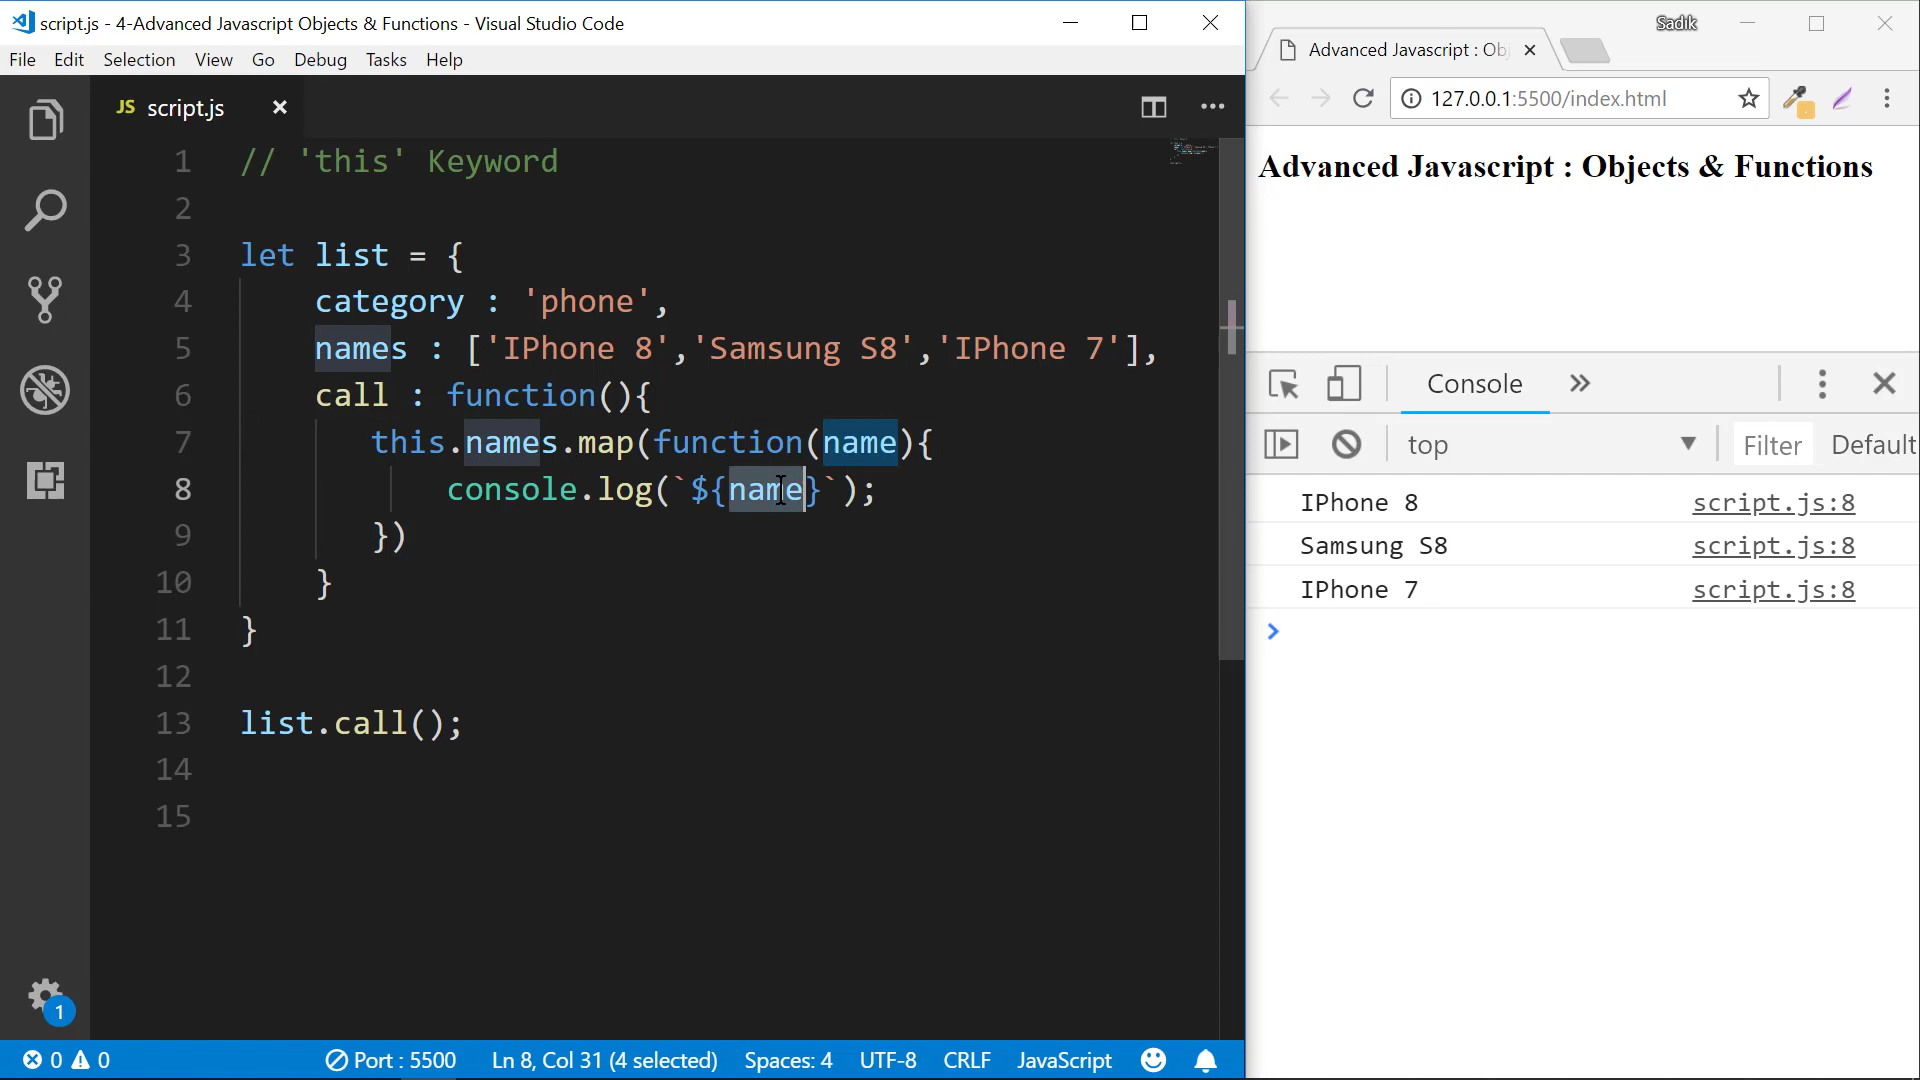 script.js - 4-Advanced Javascript Objects & Functions - Visual Studio Code
File Edit Selection View Go Debug Tasks Help
JS script.js
1 // 'this' Keyword
2
3 let list = {
4 category : 'phone',
5 names : ['IPhone 8','Samsung S8','IPhone 7'],
6 call : function(){
7 this.names.map(function(name){
8 console.log(`${name}`);
9 })
10 }
11 }
12
13 list.call();
14
15
1
0 0 Port : 5500 Ln 8, Col 31 (4 selected) Spaces: 4 UTF-8 CRLF JavaScript
Sadik
Advanced Javascript : Obj
127.0.0.1:5500/index.html
Advanced Javascript : Objects & Functions
Console
top Filter Default
IPhone 8 script.js:8
Samsung S8 script.js:8
IPhone 7 script.js:8